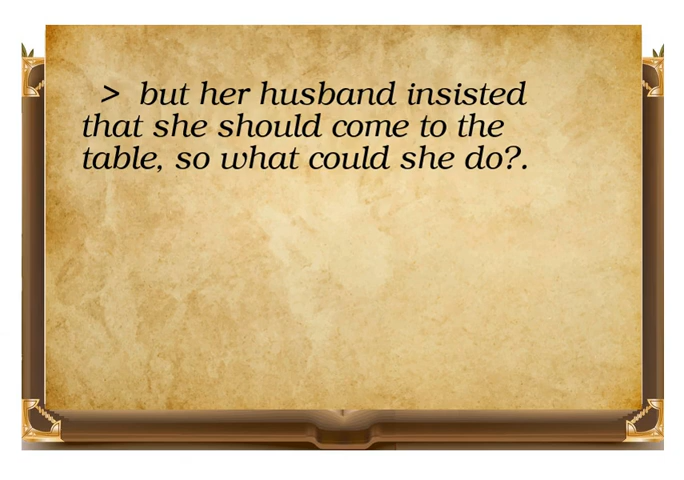 > but her husband insisted
that she should come to the
table, so what could she do?.